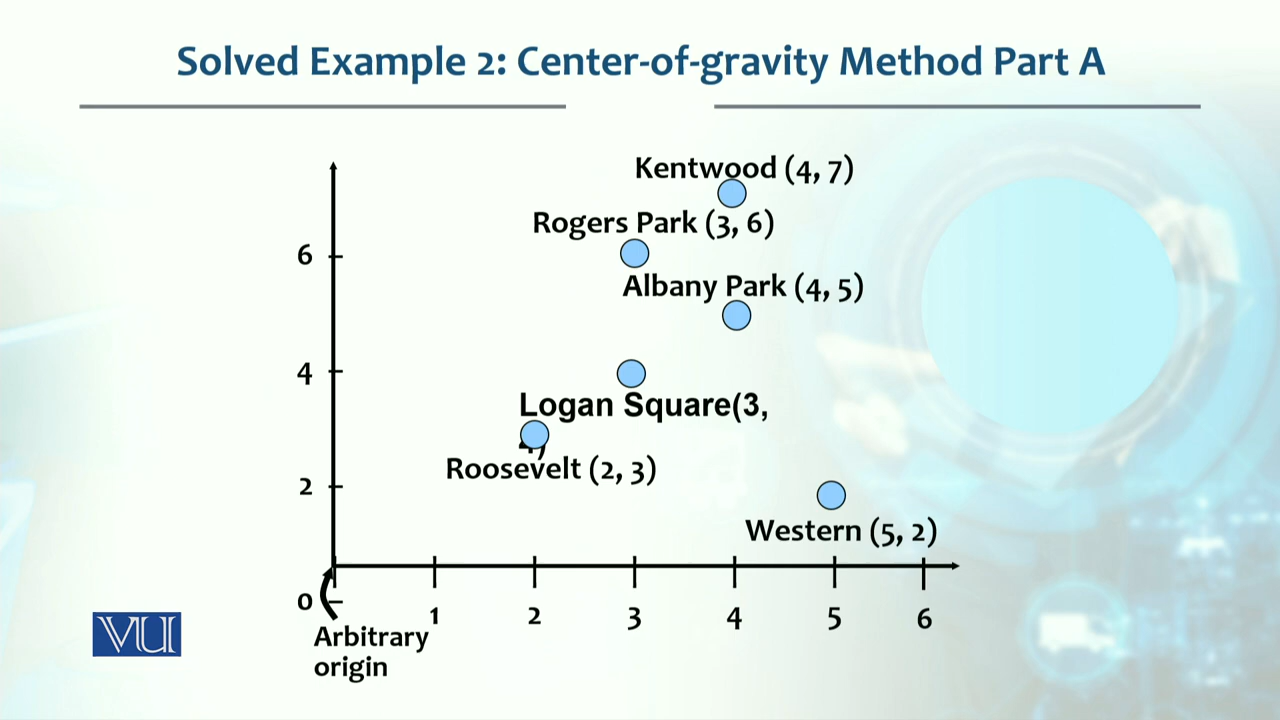 Solved Example 2: Center-of-gravity Method Part A
Kentwood (4, 7)
Rogers Park (3, 6)
6
Albany Park (4, 5)
4
Logan Square(3,
4)
Roosevelt (2, 3)
2
Western (5, 2)
0
1 2 3 4 5 6
Arbitrary
origin
VU